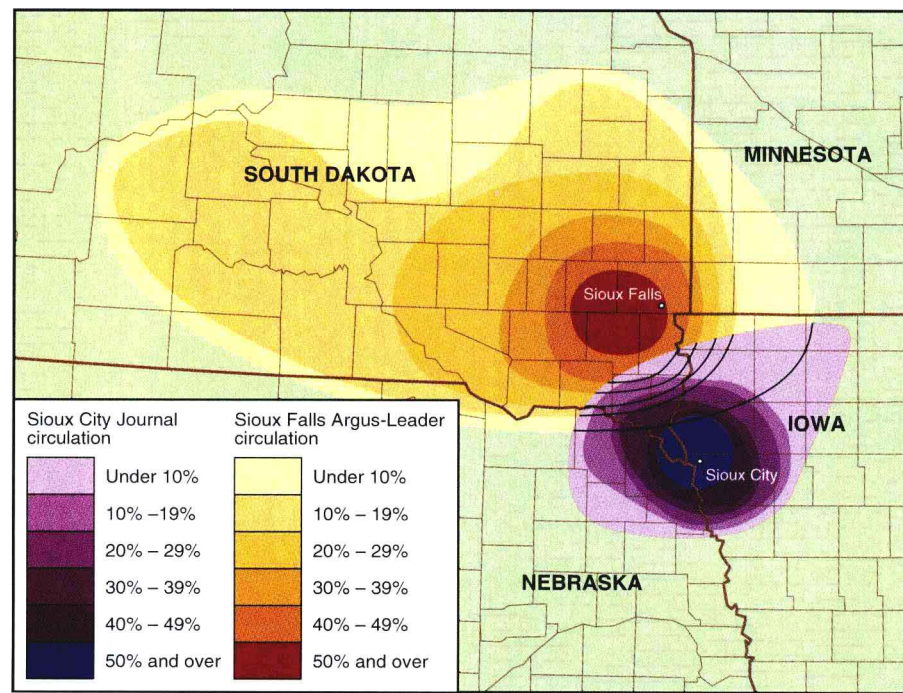 MINNESOTA
SOUTH DAKOTA
Sioux Falls
IOWA
Sioux City
NEBRASKA
Sioux City Journal
circulation
Under 10%
10% –19%
20% – 29%
30% – 39%
40% – 49%
50% and over
Sioux Falls Argus-Leader
circulation
Under 10%
10% – 19%
20% – 29%
30% – 39%
40% – 49%
50% and over